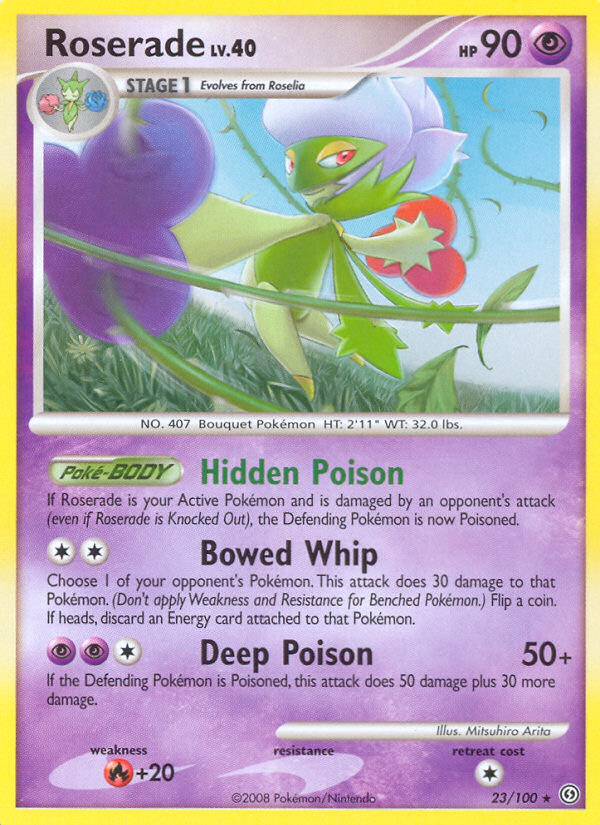 Roserade LV.40 HP 90
STAGE 1 Evolves from Roselia
NO. 407 Bouquet Pokémon HT: 2'11" WT: 32.0 lbs.
Poké-BODY Hidden Poison
If Roserade is your Active Pokémon and is damaged by an opponent's attack
(even if Roserade is Knocked Out), the Defending Pokémon is now Poisoned.
Bowed Whip
Choose 1 of your opponent's Pokémon. This attack does 30 damage to that
Pokémon. (Don't apply Weakness and Resistance for Benched Pokémon.) Flip a coin.
If heads, discard an Energy card attached to that Pokémon.
Deep Poison 50+
If the Defending Pokémon is Poisoned, this attack does 50 damage plus 30 more
damage.
Illus. Mitsuhiro Arita
weakness resistance retreat cost
+20
©2008 Pokémon/Nintendo 23/100 ★